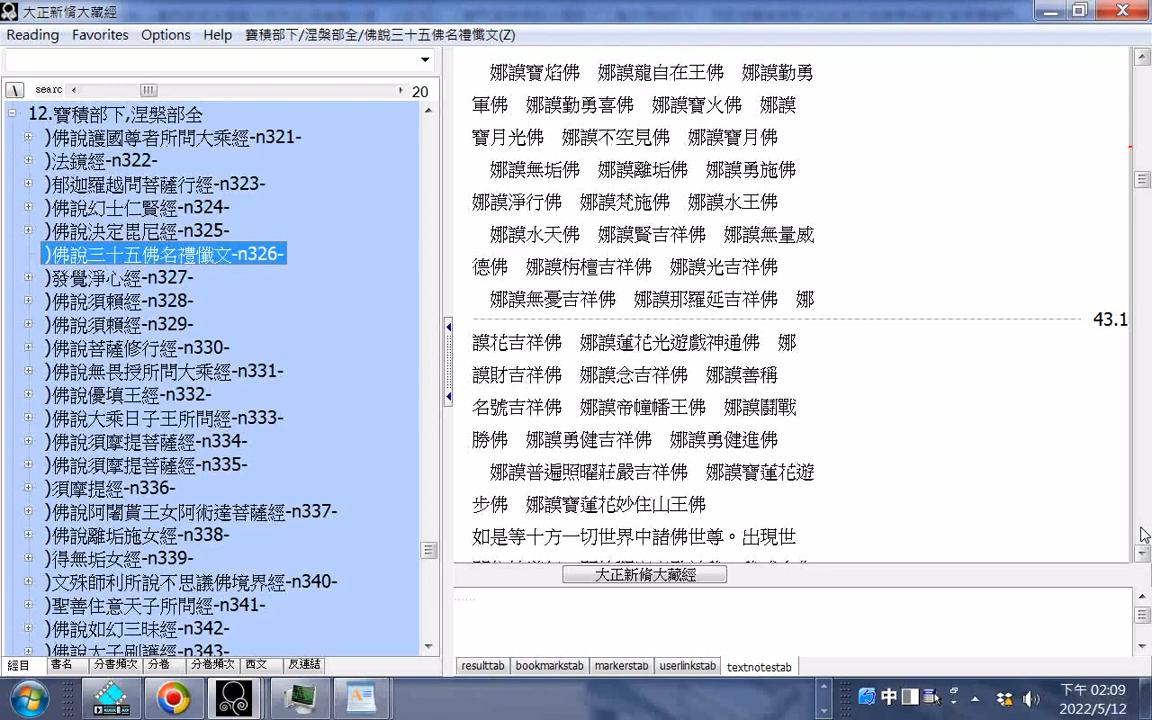 大正新脩大藏經
Reading Favorites Options Help 寶積部下/涅槃部全/佛說三十五佛名禮懺文(Z)
\ searc 20
12.寶積部下,涅槃部全
)佛說護國尊者所問大乘經-n321-
)法鏡經-n322-
)郁迦羅越問菩薩行經-n323-
)佛說幻士仁賢經-n324-
)佛說決定毘尼經-n325-
)佛說三十五佛名禮懺文-n326-
)發覺淨心經-n327-
)佛說須賴經-n328-
)佛說須賴經-n329-
)佛說菩薩修行經-n330-
)佛說無畏授所問大乘經-n331-
)佛說優填王經-n332-
)佛說大乘日子王所問經-n333-
)佛說須摩提菩薩經-n334-
)佛說須摩提菩薩經-n335-
)須摩提經-n336-
)佛說阿闍貰王女阿術達菩薩經-n337-
)佛說離垢施女經-n338-
)得無垢女經-n339-
)文殊師利所說不思議佛境界經-n340-
)聖善住意天子所問經-n341-
)佛說如幻三昧經-n342-
)佛說太子刷護經-n343-
經目 書名 分書頻次 分卷 分卷頻次 西文 反連結
娜謨寶焰佛 娜謨龍自在王佛 娜謨勤勇
軍佛 娜謨勤勇喜佛 娜謨寶火佛 娜謨
寶月光佛 娜謨不空見佛 娜謨寶月佛
娜謨無垢佛 娜謨離垢佛 娜謨勇施佛
娜謨淨行佛 娜謨梵施佛 娜謨水王佛
娜謨水天佛 娜謨賢吉祥佛 娜謨無量威
德佛 娜謨栴檀吉祥佛 娜謨光吉祥佛
娜謨無憂吉祥佛 娜謨那羅延吉祥佛 娜
43.1
謨花吉祥佛 娜謨蓮花光遊戲神通佛 娜
謨財吉祥佛 娜謨念吉祥佛 娜謨善稱
名號吉祥佛 娜謨帝幢幡王佛 娜謨鬪戰
勝佛 娜謨勇健吉祥佛 娜謨勇健進佛
娜謨普遍照曜莊嚴吉祥佛 娜謨寶蓮花遊
步佛 娜謨寶蓮花妙住山王佛
如是等十方一切世界中諸佛世尊。出現世
大正新脩大藏經
resulttab bookmarkstab markerstab userlinkstab textnotestab
中
下午 02:09
2022/5/12